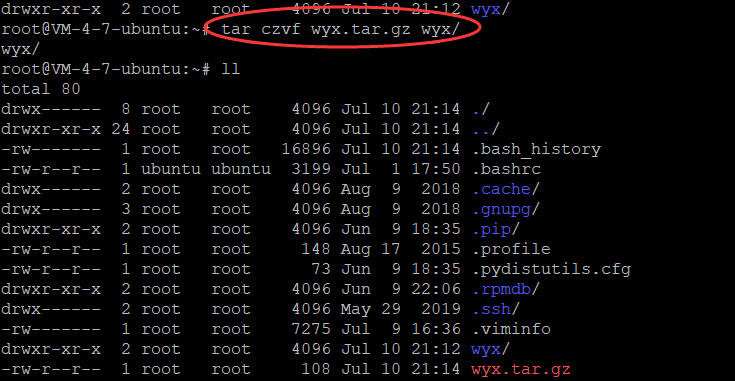 drwxr-xr-x  2 root   root    4096 Jul 10 21:12 wyx/
root@VM-4-7-ubuntu:~# tar czvf wyx.tar.gz wyx/
wyx/
root@VM-4-7-ubuntu:~# ll
total 80
drwx------  8 root   root    4096 Jul 10 21:14 ./
drwxr-xr-x 24 root   root    4096 Jul 10 21:14 ../
-rw-------  1 root   root   16896 Jul 10 21:14 .bash_history
-rw-r--r--  1 ubuntu ubuntu  3199 Jul  1 17:50 .bashrc
drwx------  2 root   root    4096 Aug  9  2018 .cache/
drwx------  3 root   root    4096 Aug  9  2018 .gnupg/
drwxr-xr-x  2 root   root    4096 Jun  9 18:35 .pip/
-rw-r--r--  1 root   root     148 Aug 17  2015 .profile
-rw-r--r--  1 root   root      73 Jun  9 18:35 .pydistutils.cfg
drwxr-xr-x  2 root   root    4096 Jun  9 22:06 .rpmdb/
drwx------  2 root   root    4096 May 29  2019 .ssh/
-rw-------  1 root   root    7275 Jul  9 16:36 .viminfo
drwxr-xr-x  2 root   root    4096 Jul 10 21:12 wyx/
-rw-r--r--  1 root   root     108 Jul 10 21:14 wyx.tar.gz